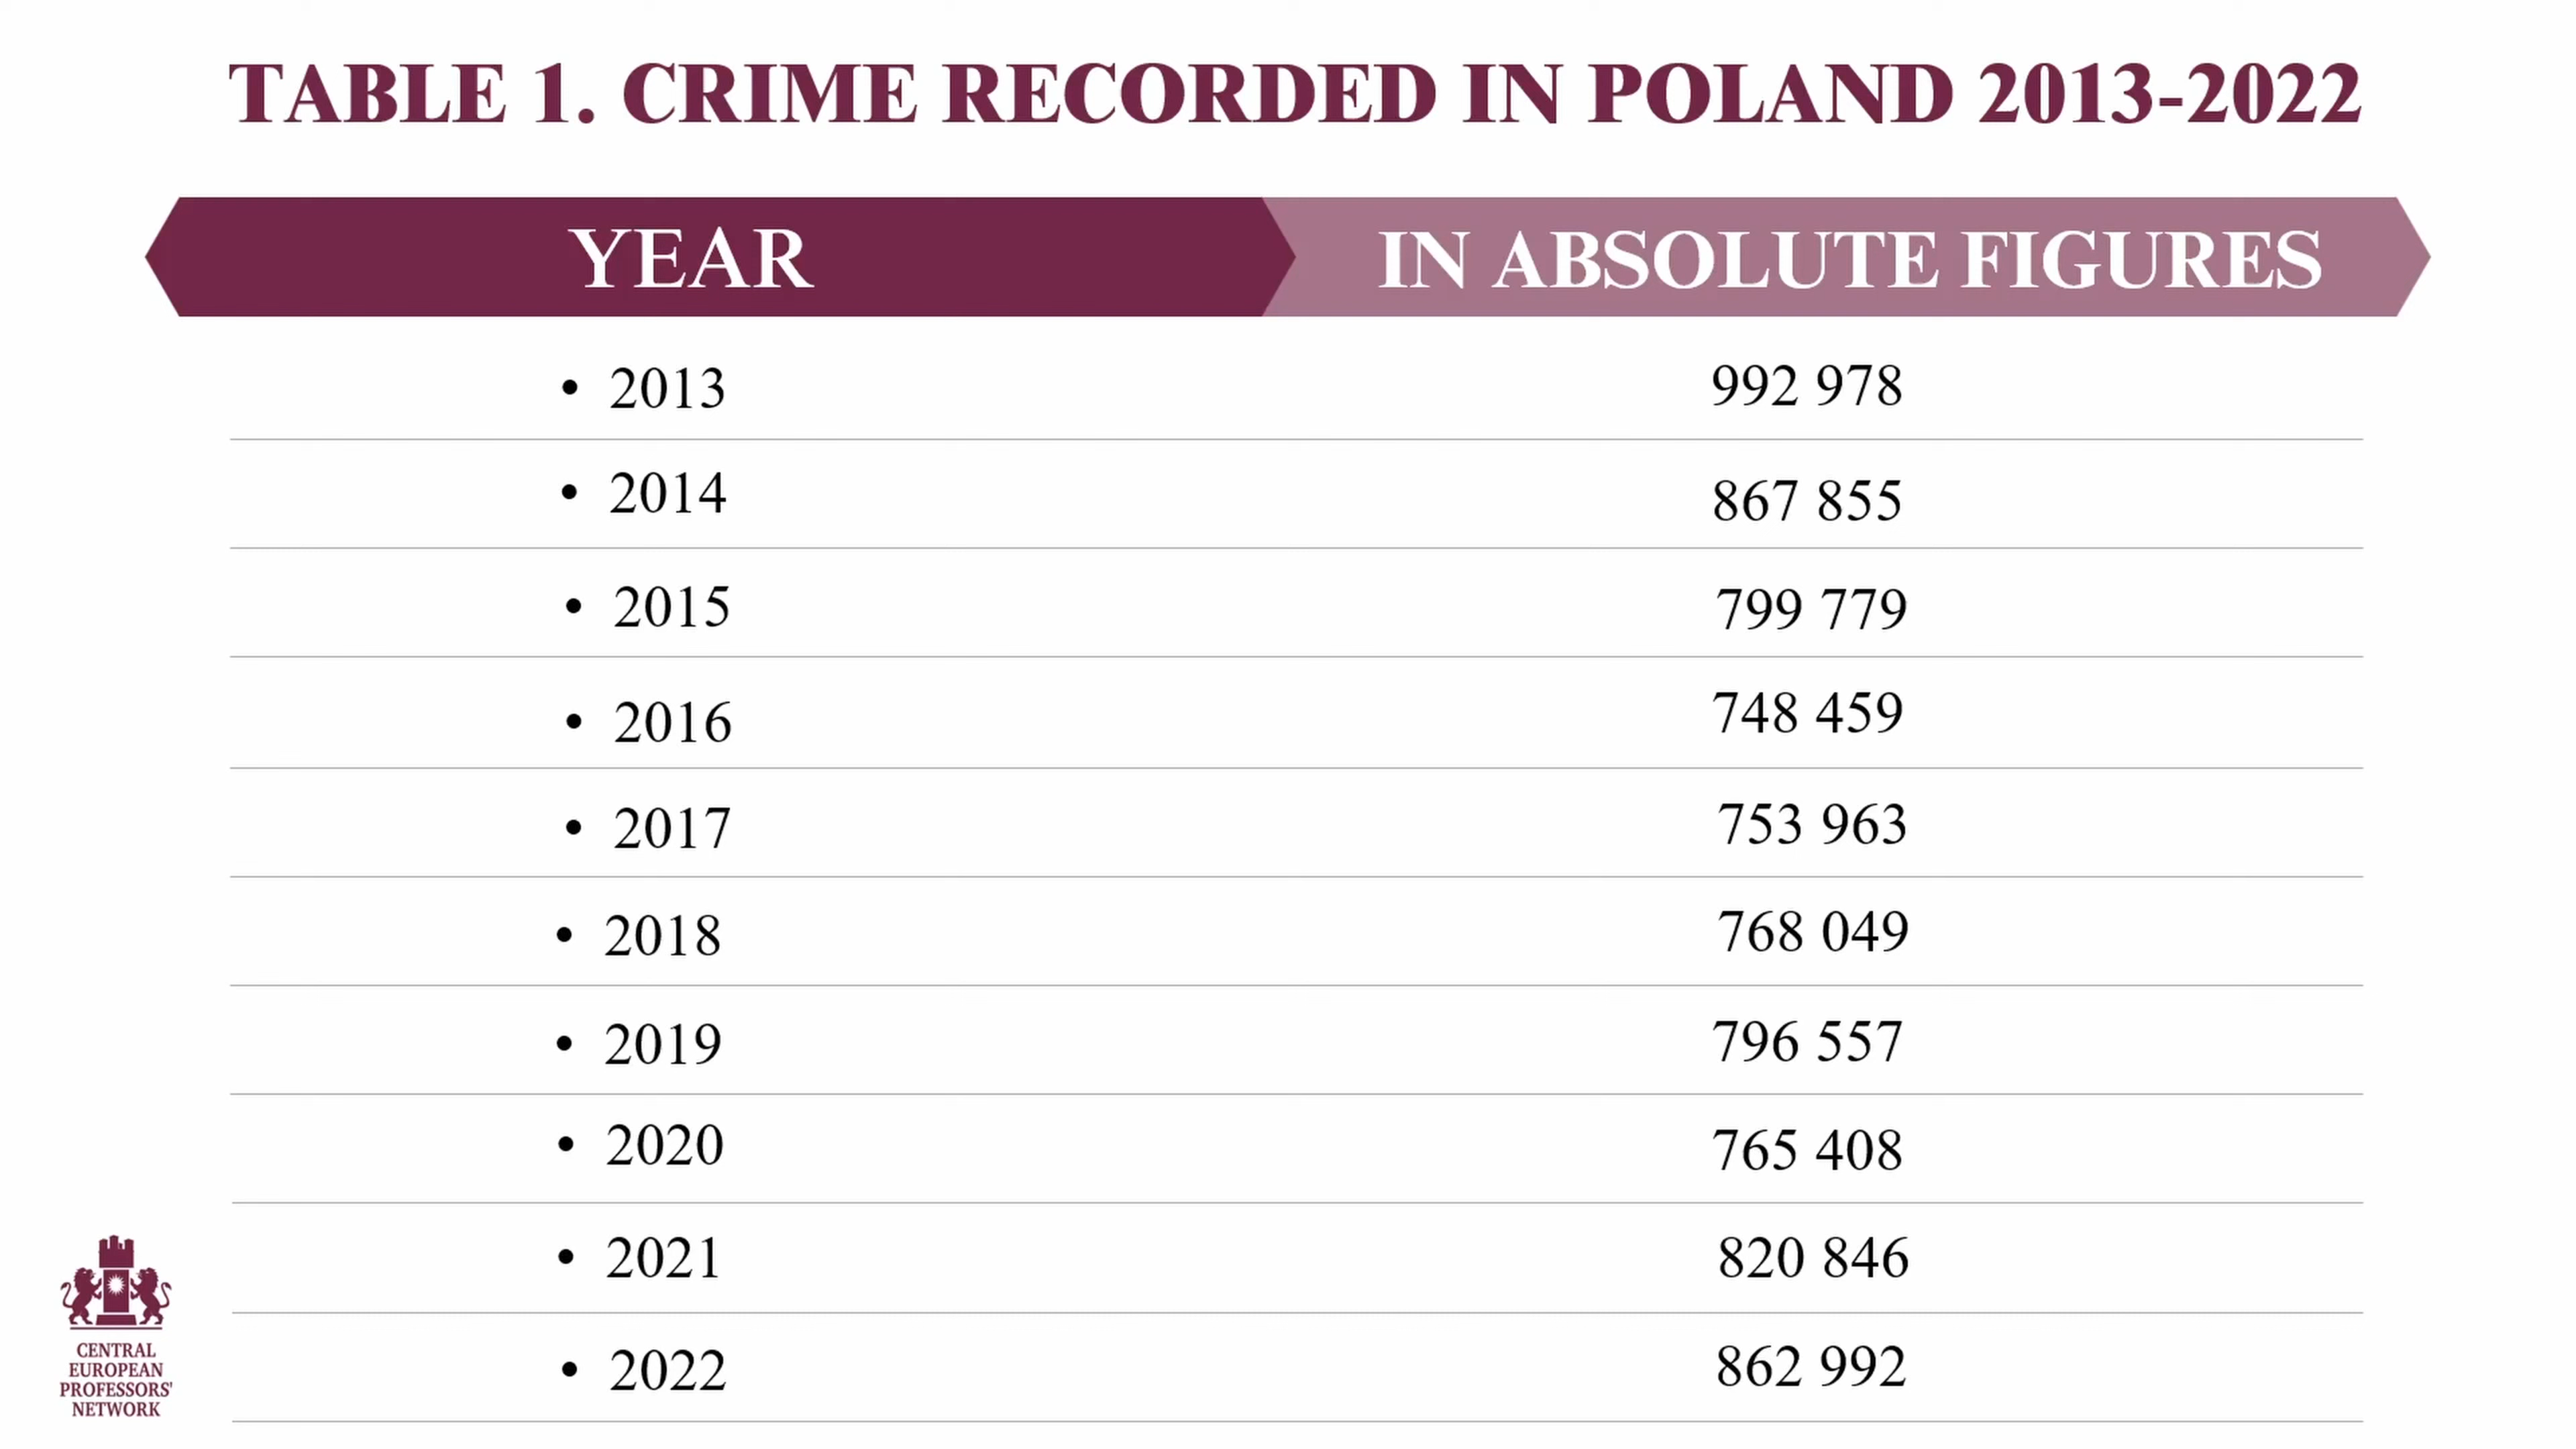 TABLE 1. CRIME RECORDED IN POLAND 2013-2022
YEAR IN ABSOLUTE FIGURES
• 2013 992 978
• 2014 867 855
• 2015 799 779
• 2016 748 459
• 2017 753 963
• 2018 768 049
• 2019 796 557
• 2020 765 408
• 2021 820 846
• 2022 862 992
CENTRAL
EUROPEAN
PROFESSORS'
NETWORK